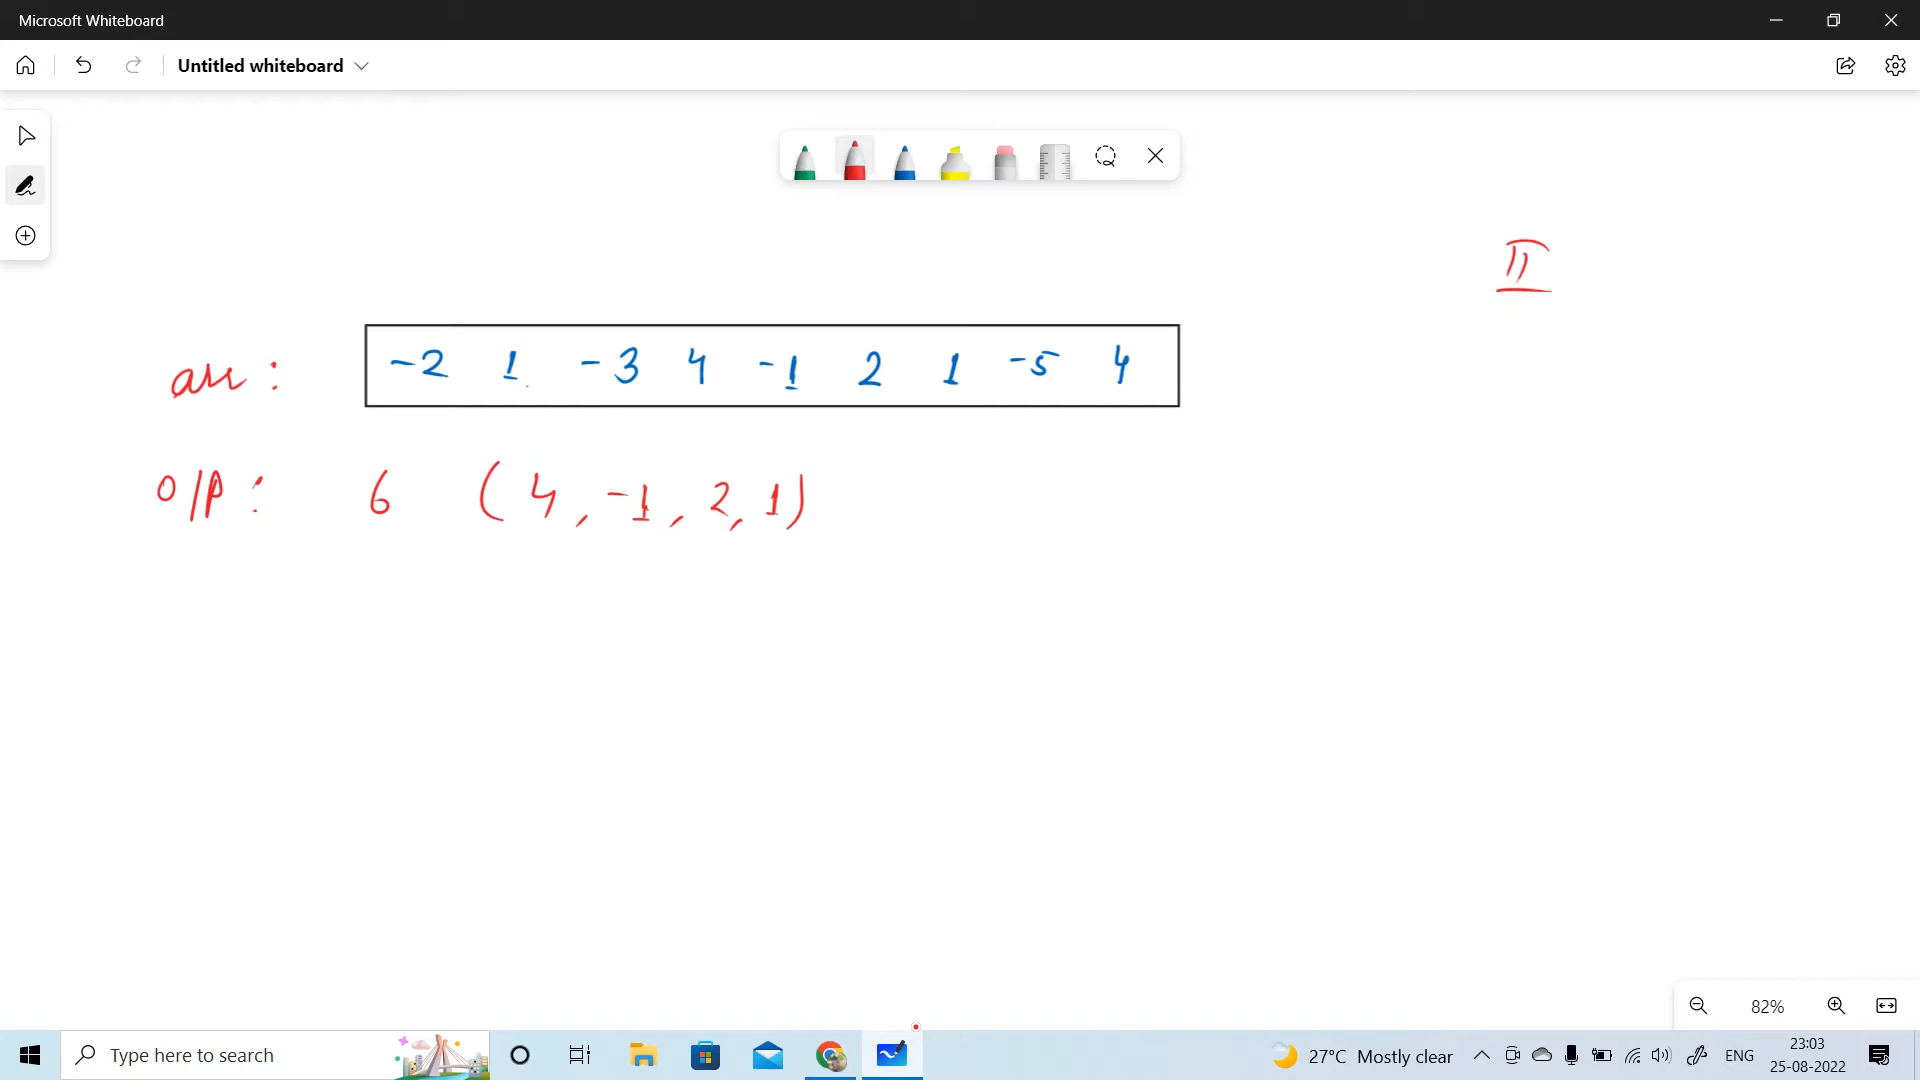 Microsoft Whiteboard
Untitled whiteboard
II
arr : -2 1 -3 4 -1 2 1 -5 4
O/P : 6 ( 4 , -1 , 2 , 1 )
82%
Type here to search
27°C Mostly clear
ENG
23:03
25-08-2022